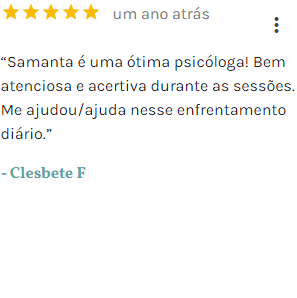 um ano atrás
“Samanta é uma ótima psicóloga! Bem
atenciosa e acertiva durante as sessões.
Me ajudou/ajuda nesse enfrentamento
diário.”
- Clesbete F